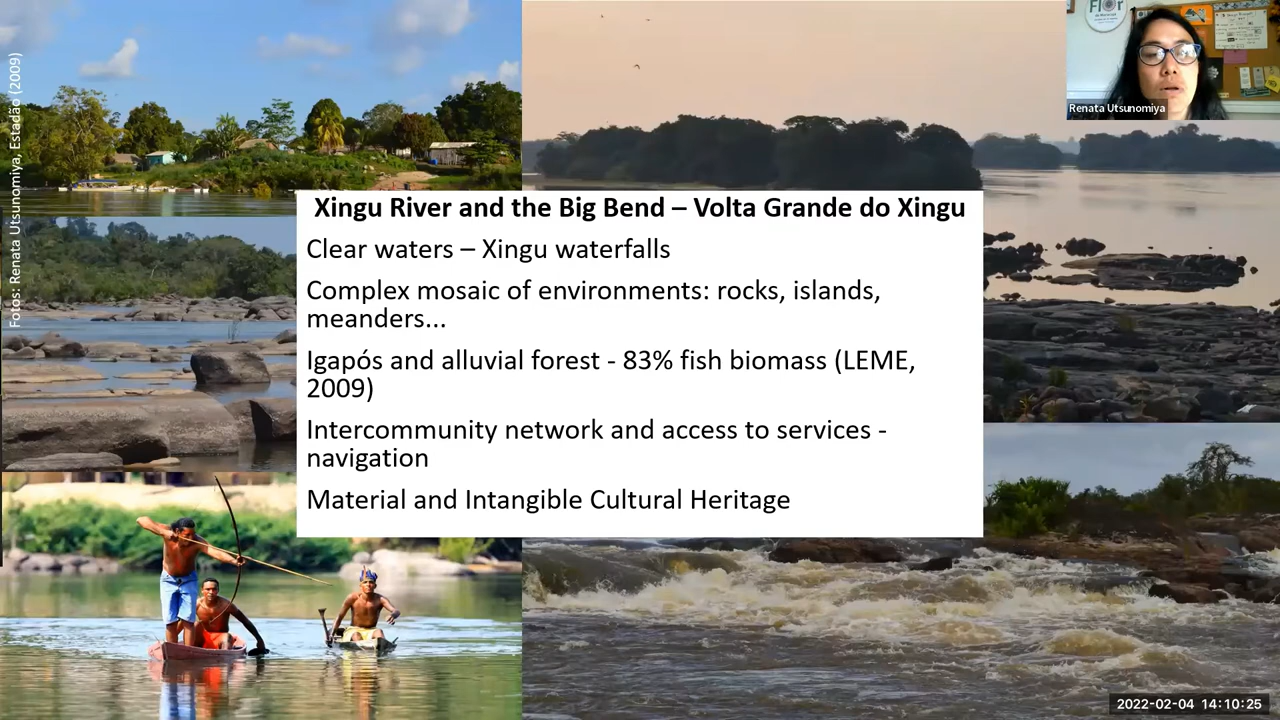 Fotos: Renata Utsunomiya, Estadão (2009)
Flor
Renata Utsunomiya
Xingu River and the Big Bend – Volta Grande do Xingu
Clear waters – Xingu waterfalls
Complex mosaic of environments: rocks, islands,
meanders...
Igapós and alluvial forest - 83% fish biomass (LEME,
2009)
Intercommunity network and access to services -
navigation
Material and Intangible Cultural Heritage
2022-02-04 14:10:25